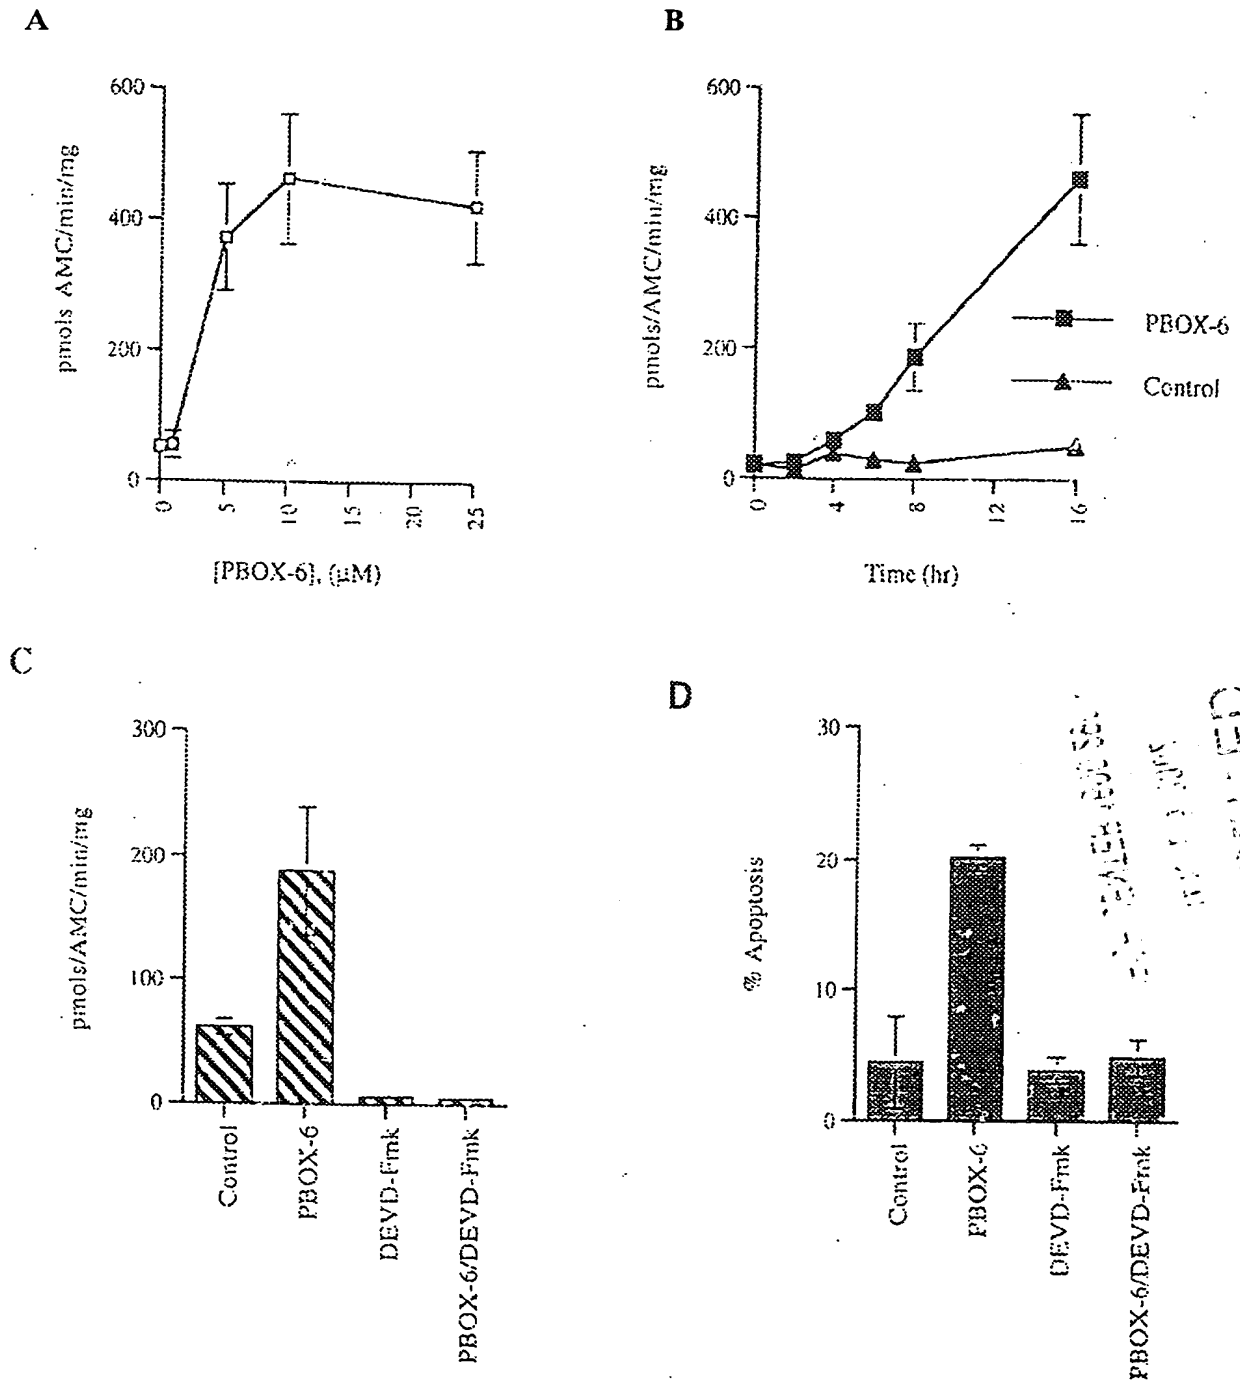 A
600
400
200
0
pmols AMC/min/mg
0
5
10
15
20
25
[PBOX-6], (µM)
B
600
400
200
0
pmols/AMC/min/mg
PBOX-6
Control
0
4
8
12
16
Time (hr)
C
300
200
100
0
pmols/AMC/min/mg
Control
PBOX-6
DEVD-Fmk
PBOX-6/DEVD-Fmk
D
30
20
10
0
% Apoptosis
Control
PBOX-6
DEVD-Fmk
PBOX-6/DEVD-Fmk